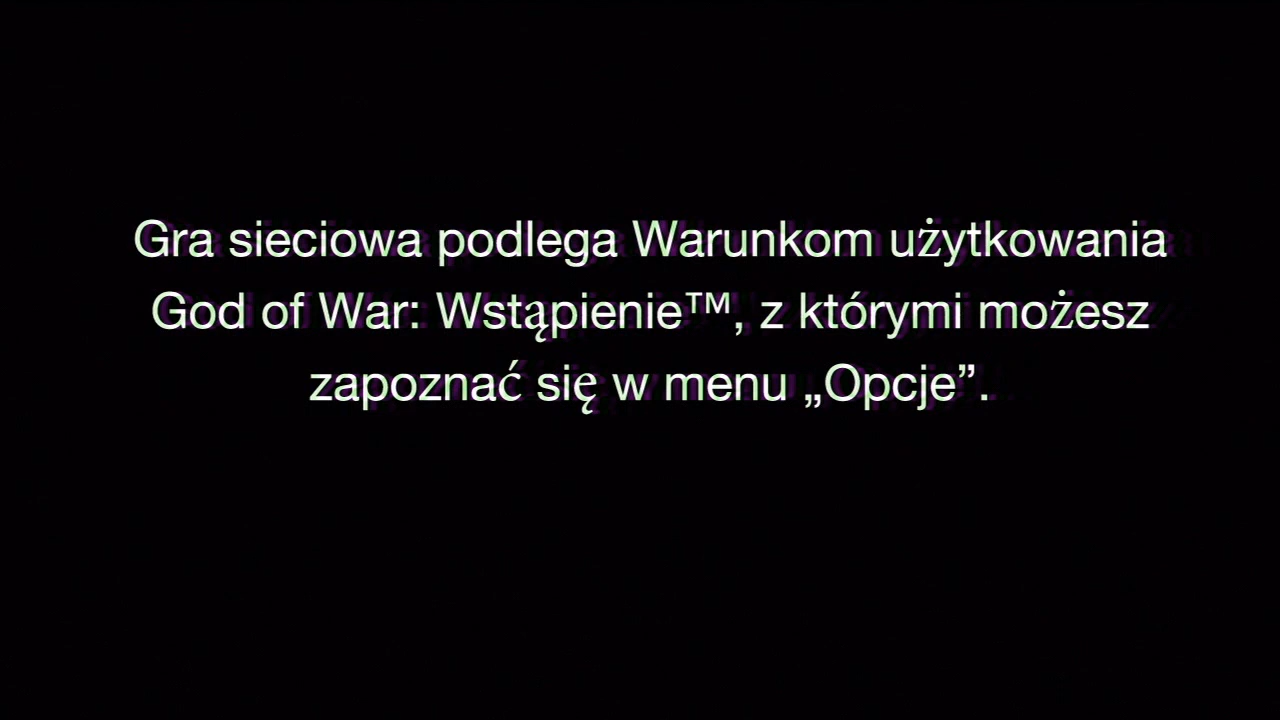 Gra sieciowa podlega Warunkom użytkowania
God of War: Wstąpienie™, z którymi możesz
zapoznać się w menu „Opcje”.